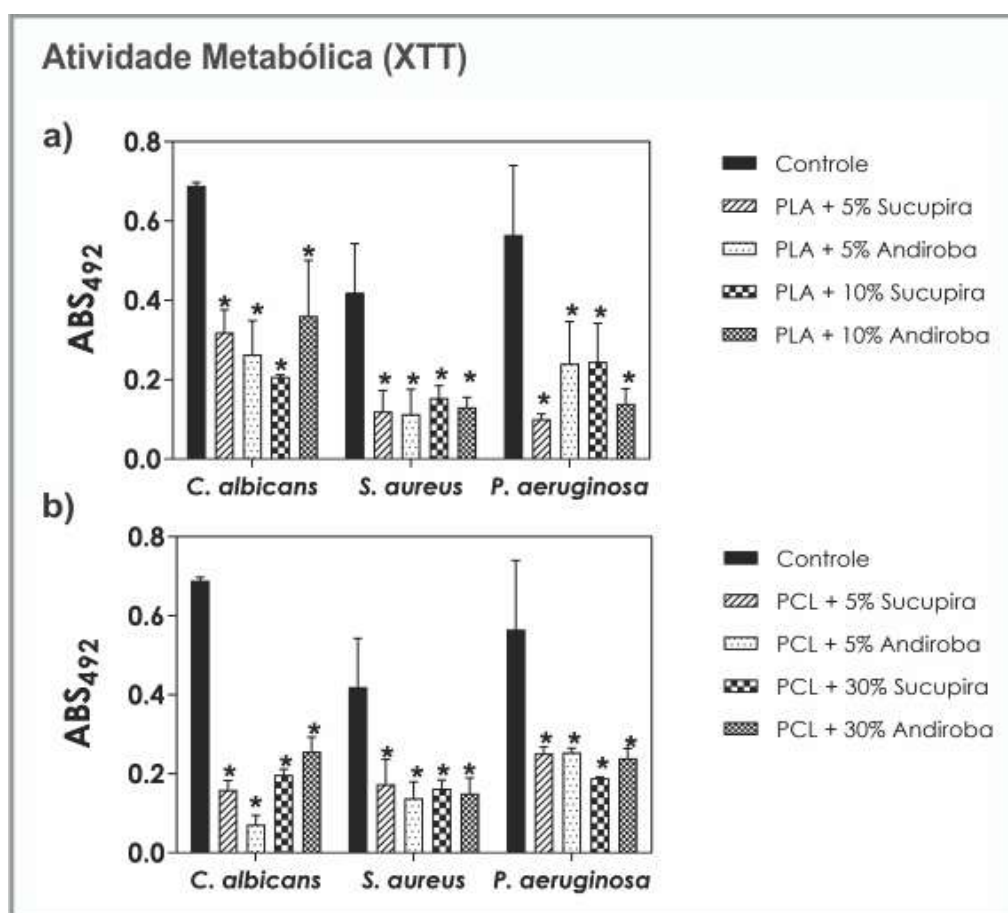 Atividade Metabólica (XTT)
a)
0.8
0.6
0.4
0.2
0.0
ABS492
* * * *
* * * *
* * * *
C. albicans S. aureus P. aeruginosa
Controle
PLA + 5% Sucupira
PLA + 5% Andiroba
PLA + 10% Sucupira
PLA + 10% Andiroba
b)
0.8
0.6
0.4
0.2
0.0
ABS492
* * * *
* * * *
* * * *
C. albicans S. aureus P. aeruginosa
Controle
PCL + 5% Sucupira
PCL + 5% Andiroba
PCL + 30% Sucupira
PCL + 30% Andiroba